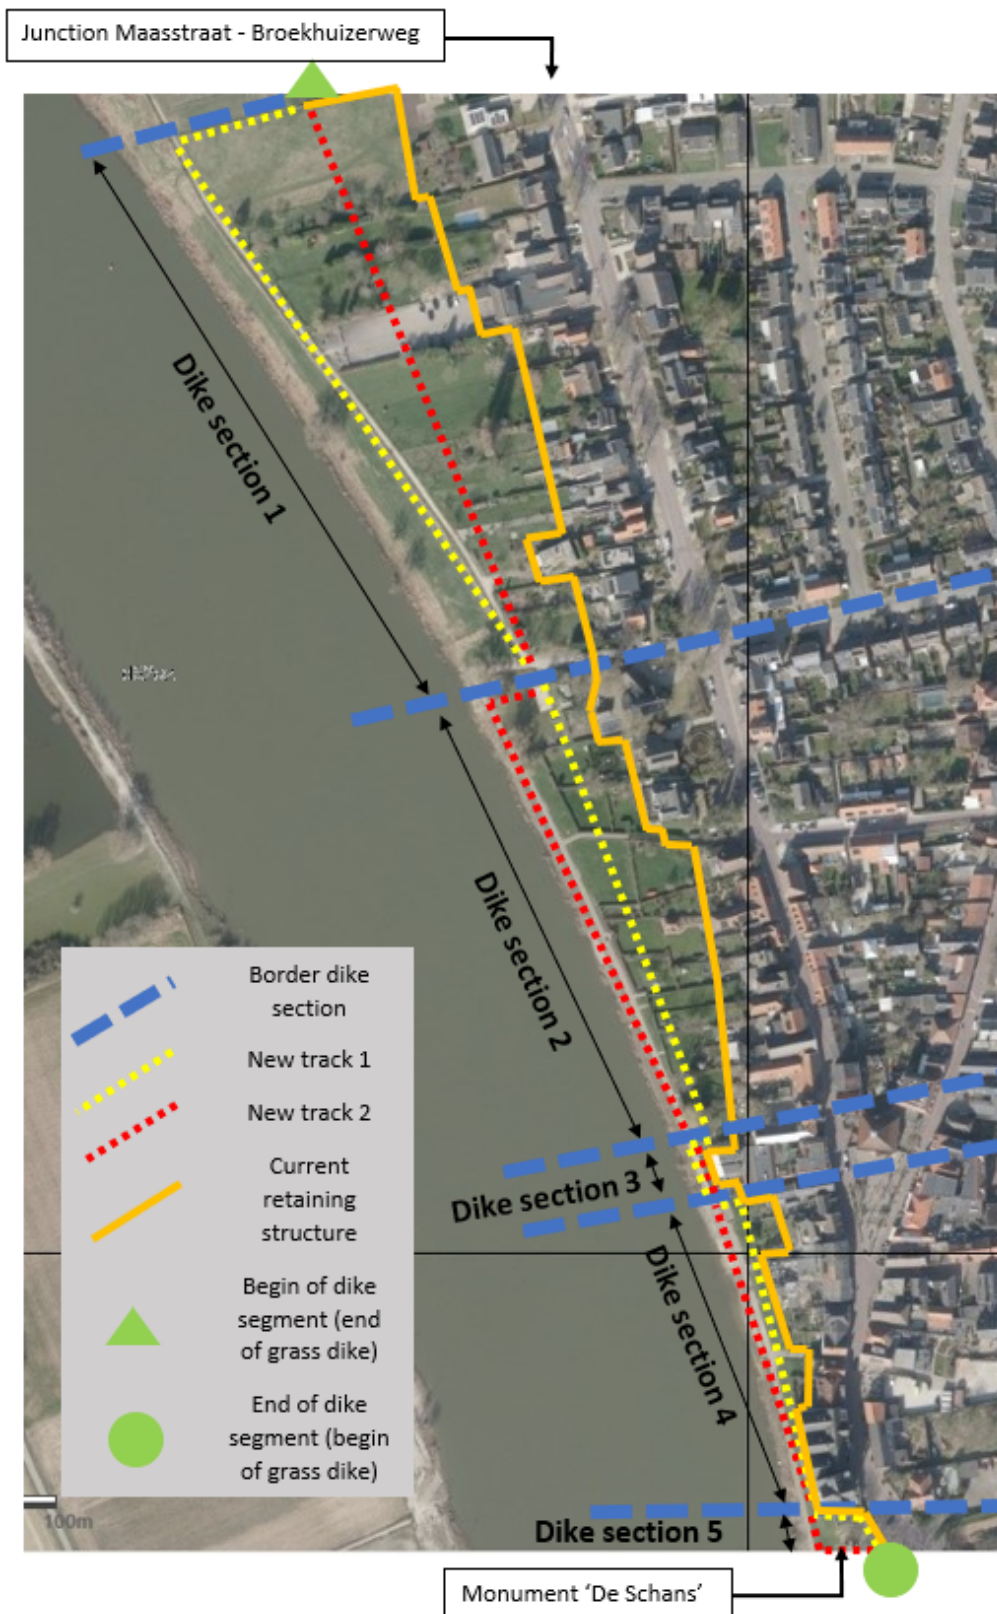 Junction Maasstraat - Broekhuizerweg
Dike section 1
Dike section 2
Dike section 3
Dike section 4
Dike section 5
Border dike
section
New track 1
New track 2
Current
retaining
structure
Begin of dike
segment (end
of grass dike)
End of dike
segment (begin
of grass dike)
100m
Monument ‘De Schans’